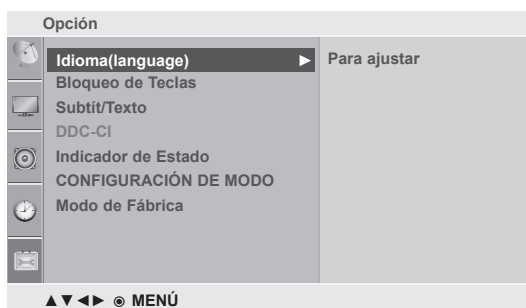 Opción
Idioma(language) ▶ Para ajustar
Bloqueo de Teclas
Subtít/Texto
DDC-CI
Indicador de Estado
CONFIGURACIÓN DE MODO
Modo de Fábrica
▲▼◀▶ ◉ MENÚ